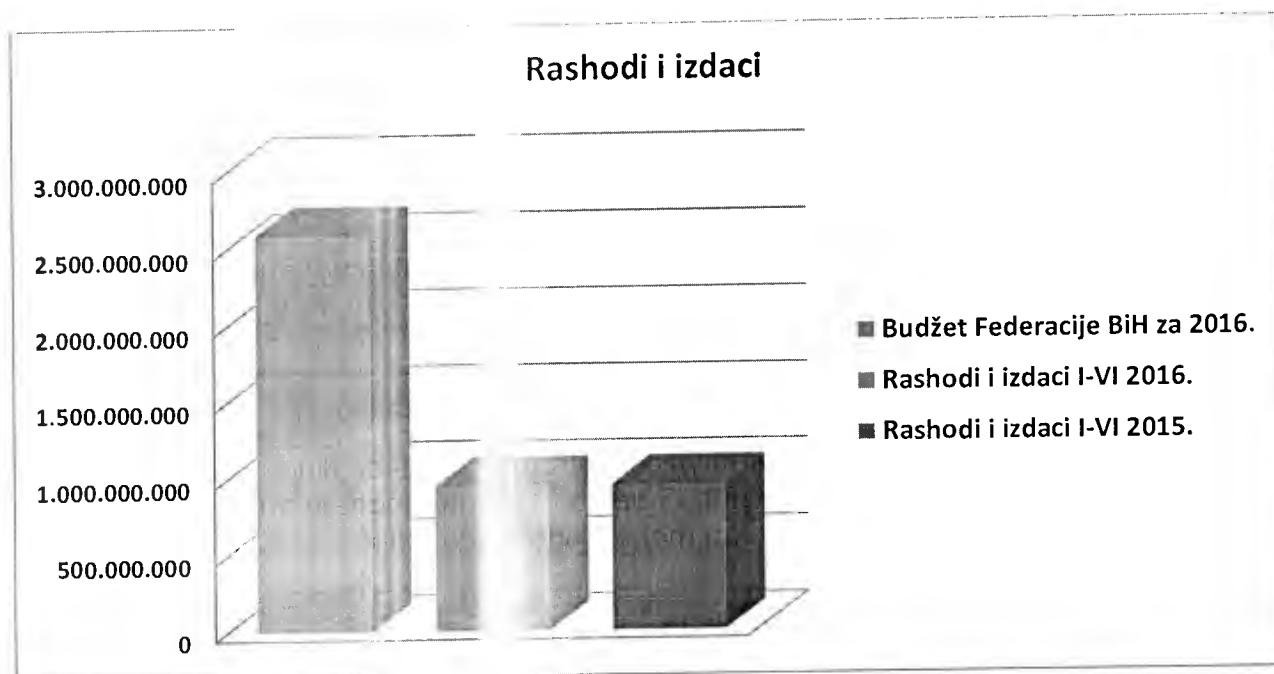 Rashodi i izdaci
3.000.000.000
2.500.000.000
2.000.000.000
1.500.000.000
1.000.000.000
500.000.000
0
Budžet Federacije BiH za 2016.
Rashodi i izdaci I-VI 2016.
Rashodi i izdaci I-VI 2015.